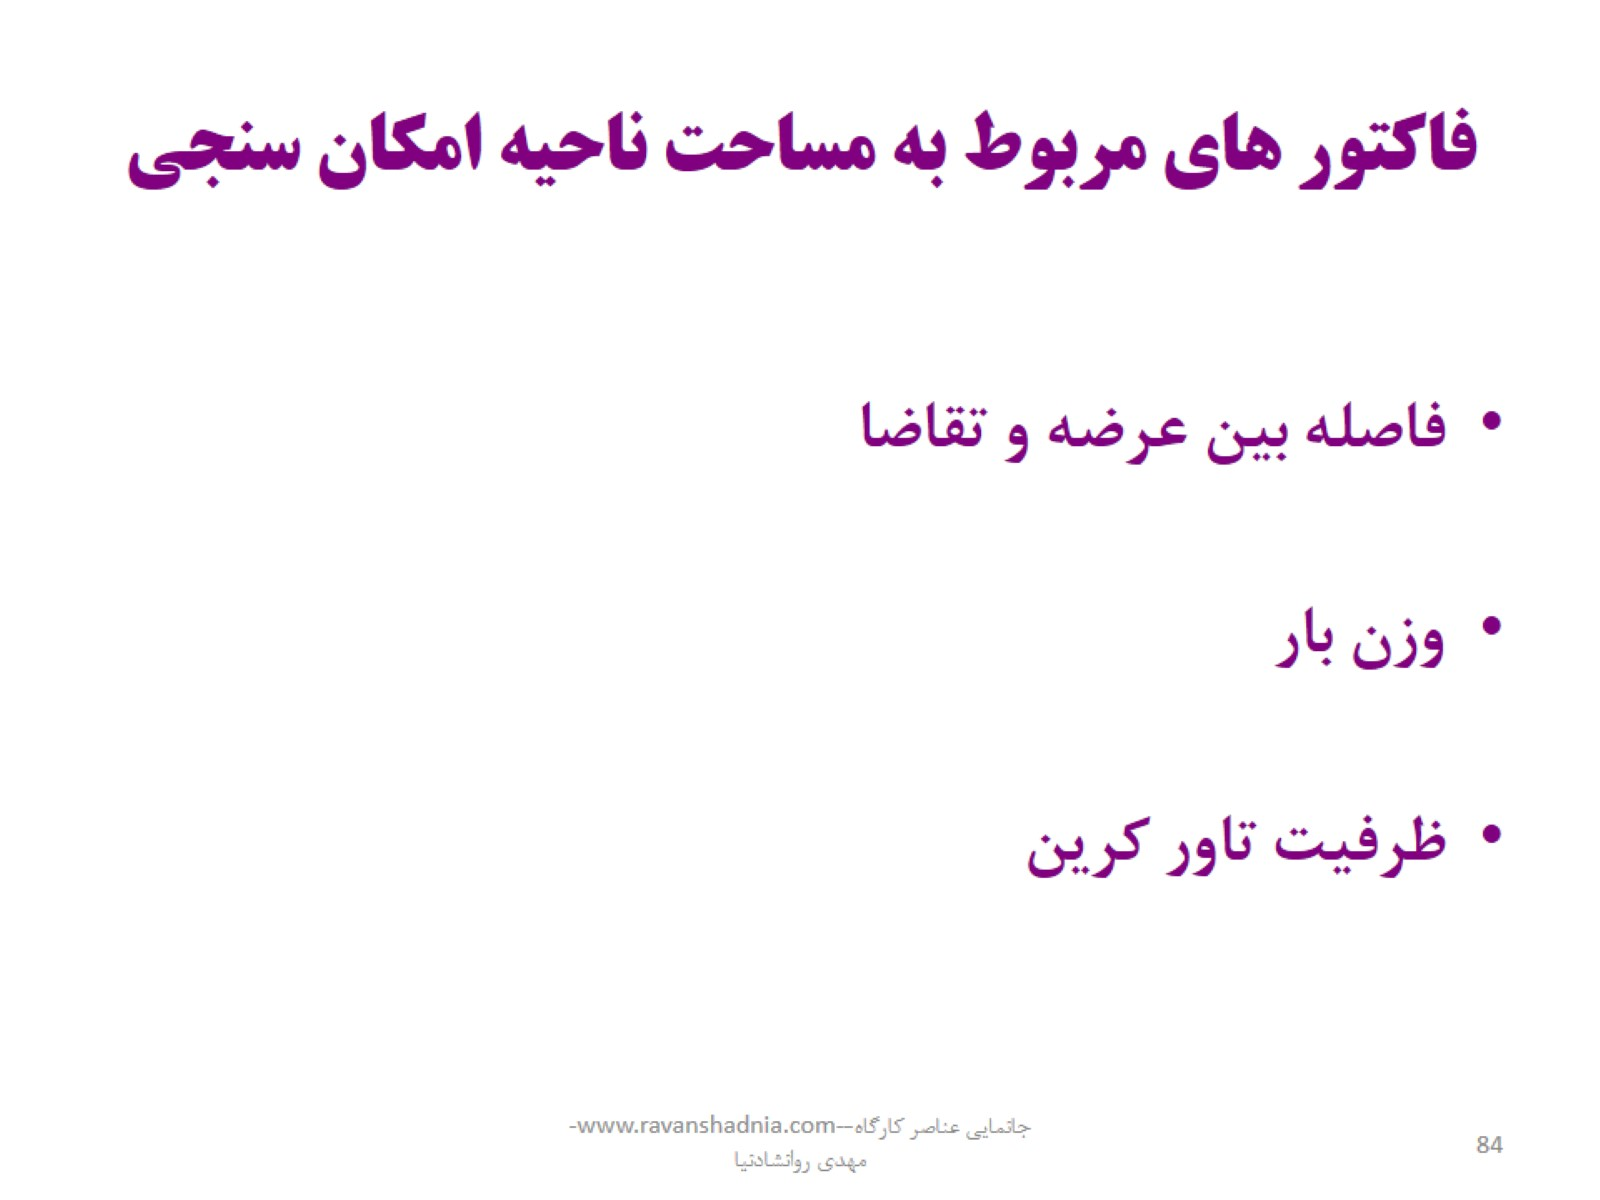 فاکتور های مربوط به مساحت ناحیه امکان سنجی
• فاصله بین عرضه و تقاضا
• وزن بار
• ظرفیت تاور کرین
جانمایی عناصر کارگاه--www.ravanshadnia.com-
مهدی روانشادنیا
84